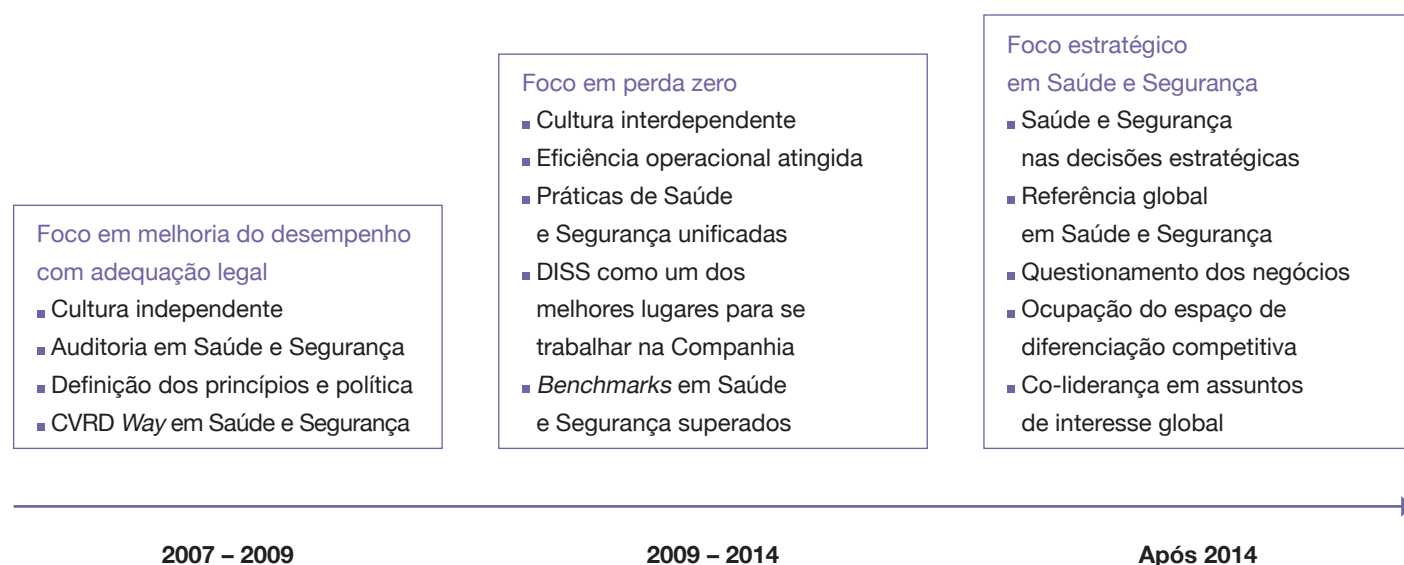 Foco em melhoria do desempenho
com adequação legal
Cultura independente
Auditoria em Saúde e Segurança
Definição dos princípios e política
CVRD Way em Saúde e Segurança
Foco em perda zero
Cultura interdependente
Eficiência operacional atingida
Práticas de Saúde
e Segurança unificadas
DISS como um dos
melhores lugares para se
trabalhar na Companhia
Benchmarks em Saúde
e Segurança superados
Foco estratégico
em Saúde e Segurança
Saúde e Segurança
nas decisões estratégicas
Referência global
em Saúde e Segurança
Questionamento dos negócios
Ocupação do espaço de
diferenciação competitiva
Co-liderança em assuntos
de interesse global
2007 – 2009
2009 – 2014
Após 2014